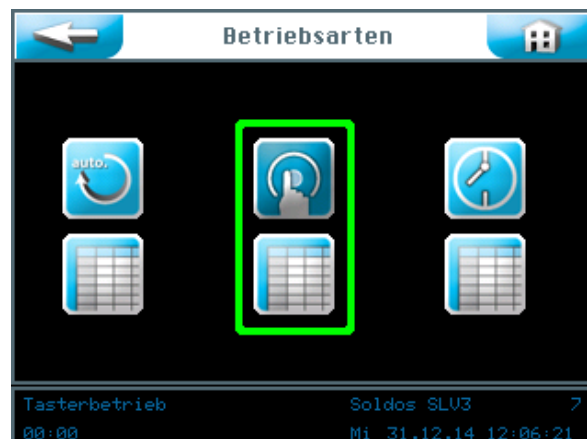 Betriebsarten
auto.
Tasterbetrieb Soldos SLV3 7
00:00 Mi 31.12.14 12:06:21